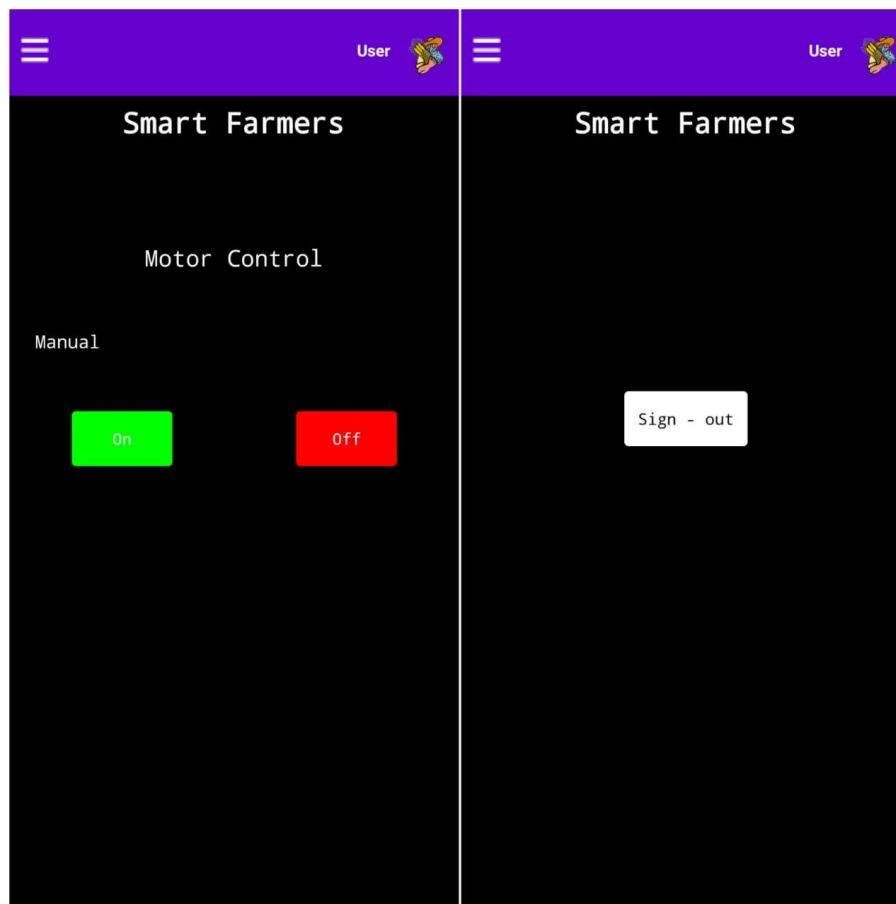 User
Smart Farmers
Motor Control
Manual
On
Off
User
Smart Farmers
Sign - out